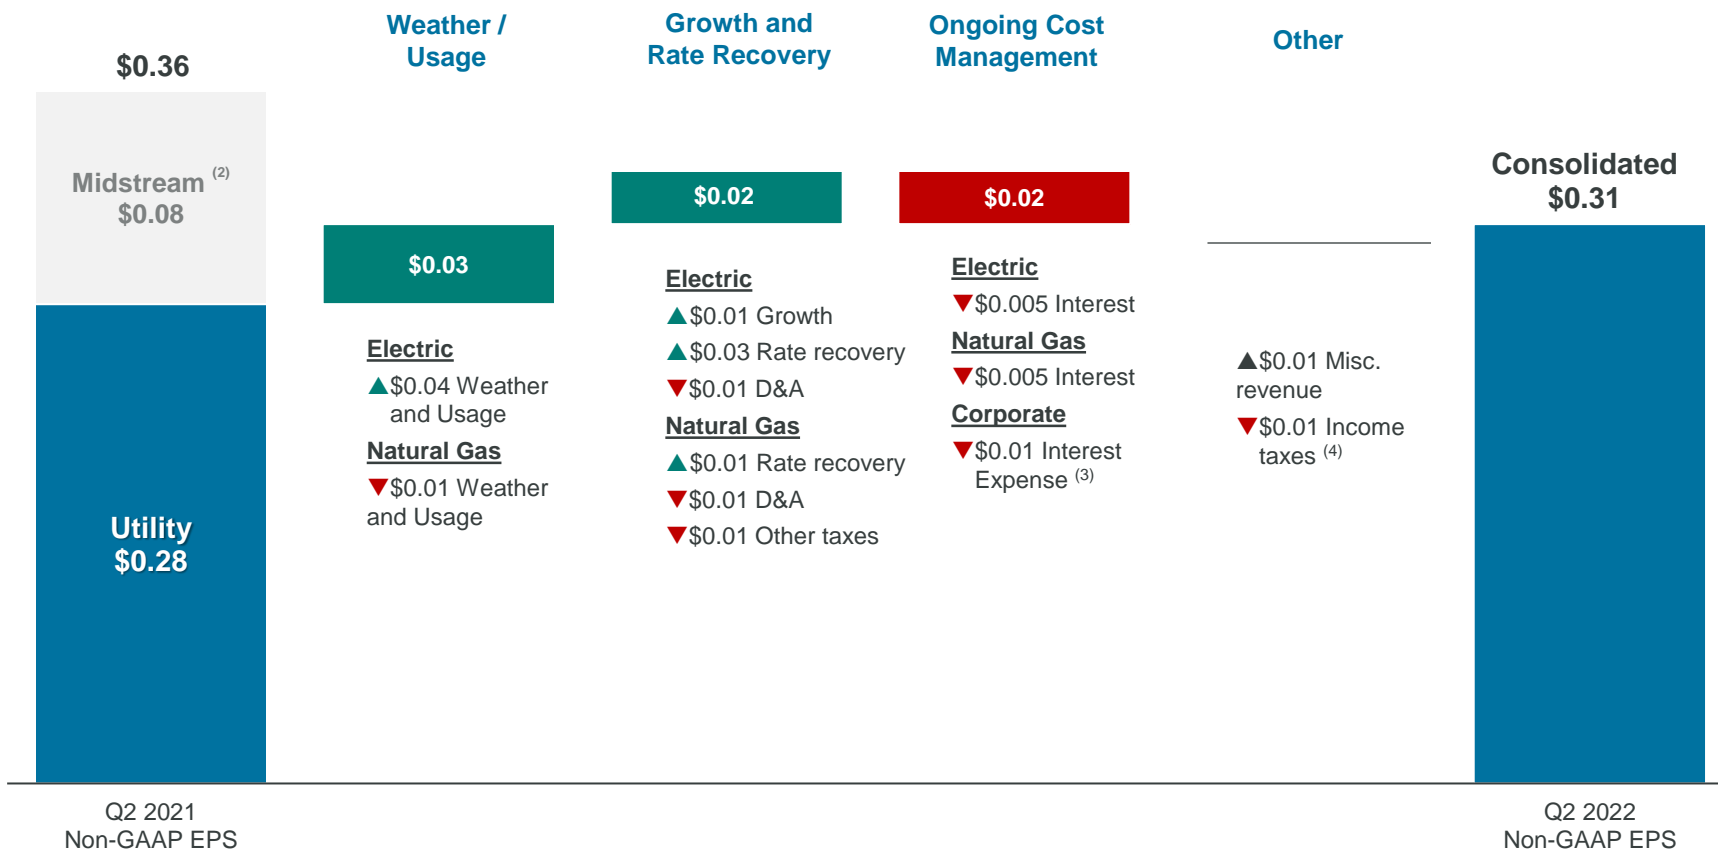 $0.36
Midstream (2)
$0.08
Utility
$0.28
Q2 2021
Non-GAAP EPS
Weather /
Usage
$0.03
Electric
▲$0.04 Weather
and Usage
Natural Gas
▼$0.01 Weather
and Usage
Growth and
Rate Recovery
$0.02
Electric
▲$0.01 Growth
▲$0.03 Rate recovery
▼$0.01 D&A
Natural Gas
▲$0.01 Rate recovery
▼$0.01 D&A
▼$0.01 Other taxes
Ongoing Cost
Management
$0.02
Electric
▼$0.005 Interest
Natural Gas
▼$0.005 Interest
Corporate
▼$0.01 Interest
Expense (3)
Other
▲$0.01 Misc.
revenue
▼$0.01 Income
taxes (4)
Consolidated
$0.31
Q2 2022
Non-GAAP EPS